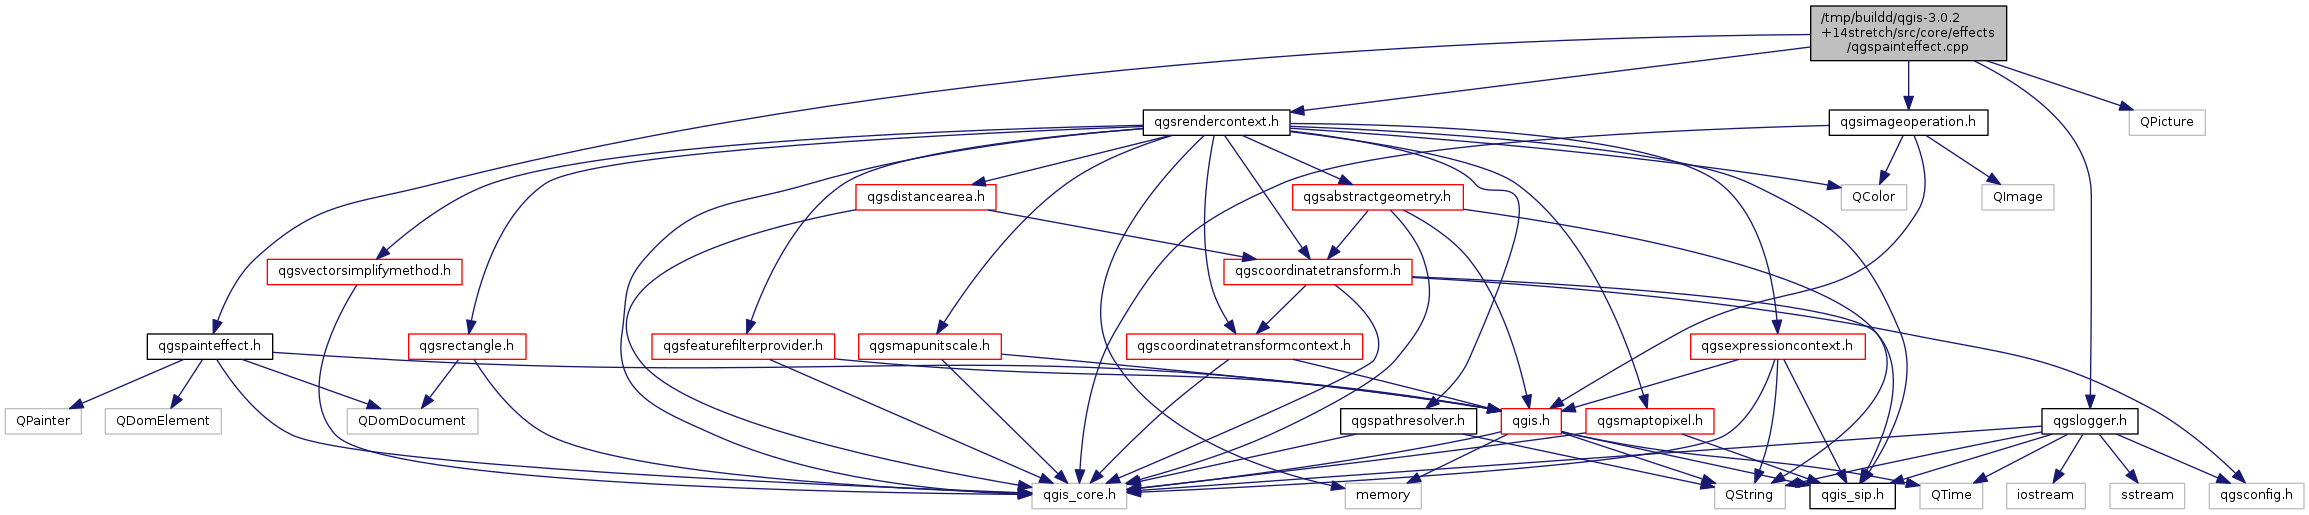 /tmp/buildd/qgis-3.0.2
+14stretch/src/core/effects
/qgspainteffect.cpp
qgsrendercontext.h
qgsimageoperation.h
QPicture
qgsdistancearea.h
qgsabstractgeometry.h
QColor
QImage
qgsvectorsimplifymethod.h
qgscoordinatetransform.h
qgspainteffect.h
qgsrectangle.h
qgsfeaturefilterprovider.h
qgsmapunitscale.h
qgscoordinatetransformcontext.h
qgsexpressioncontext.h
QPainter
QDomElement
QDomDocument
qgspathresolver.h
qgis.h
qgsmaptopixel.h
qgslogger.h
qgis_core.h
memory
QString
qgis_sip.h
QTime
iostream
sstream
qgsconfig.h